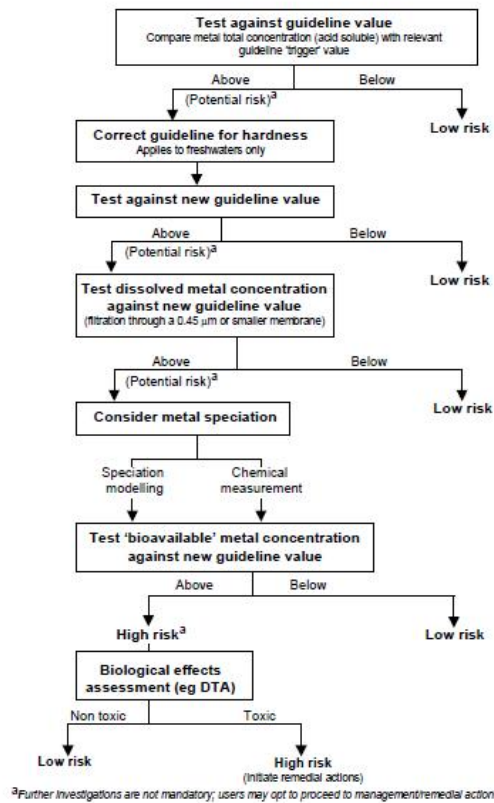 Test against guideline value
Compare metal total concentration (acid soluble) with relevant
guideline 'trigger' value
Above
Below
(Potential risk)a
Low risk
Correct guideline for hardness
Applies to freshwaters only
Test against new guideline value
Above
Below
(Potential risk)a
Low risk
Test dissolved metal concentration
against new guideline value
(filtration through a 0.45 µm or smaller membrane)
Above
Below
(Potential risk)a
Low risk
Consider metal speciation
Speciation
modelling
Chemical
measurement
Test 'bioavailable' metal concentration
against new guideline value
Above
Below
High riska
Low risk
Biological effects
assessment (eg DTA)
Non toxic
Toxic
Low risk
High risk
(Initiate remedial actions)
aFurther investigations are not mandatory; users may opt to proceed to management/remedial action